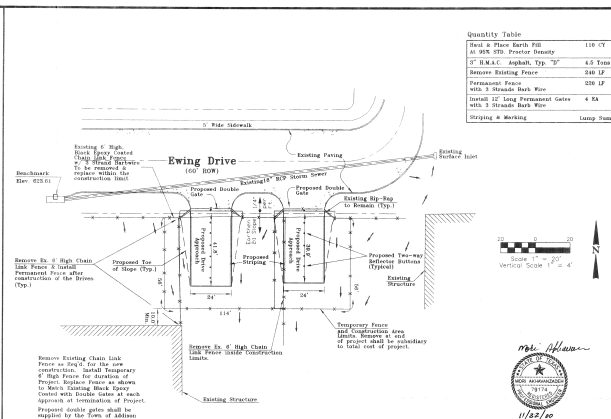 Quantity Table
Haul & Place Earth Fill 110 CY
At 95% STD. Proctor Density
3" H.M.A.C. Asphalt, Typ. "D" 4.5 Tons
Remove Existing Fence 240 LF
Permanent Fence 220 LF
with 3 Strands Barb Wire
Install 12' Long Permanent Gates 4 EA
with 3 Strands Barb Wire
Striping & Marking Lump Sum
5' Wide Sidewalk
Existing 6' High,
Black Epoxy Coated
Chain Link Fence
w/ 3 Strand Barbwire
To be removed &
replace within the
construction limit
Ewing Drive
(60' ROW)
Existing Paving
Existing
Surface Inlet
Benchmark
Elev. 623.61
Existing 18" RCP Storm Sewer
Proposed Double
Gate
Proposed Double
Gate
Existing Rip-Rap
to Remain (Typ.)
Proposed Drive
Approach
Proposed Drive
Approach
Remove Ex. 6' High Chain
Link Fence & Install
Permanent Fence after
construction of the Drives
(Typ.)
Proposed Toe
of Slope (Typ.)
Proposed
Striping
Proposed Two-way
Reflector Buttons
(Typical)
Existing
Structure
24'
24'
114'
Scale 1" = 20'
Vertical Scale 1" = 4'
N
Remove Ex. 6' High Chain
Link Fence inside Construction
Limits.
Temporary Fence
and Construction Area
Limits. Remove at end
of project shall be subsidiary
to total cost of project.
Remove Existing Chain Link
Fence as Req'd. for the new
construction. Install Temporary
6' High Fence for duration of
Project. Replace Fence as shown
to Match Existing Black Epoxy
Coated with Double Gates at each
Approach at termination of Project.
Proposed double gates shall be
supplied by the Town of Addison
Existing Structure
Mori Akhavan
STATE OF TEXAS
MORI AKHAVANZADEH
79174
REGISTERED
11/22/00